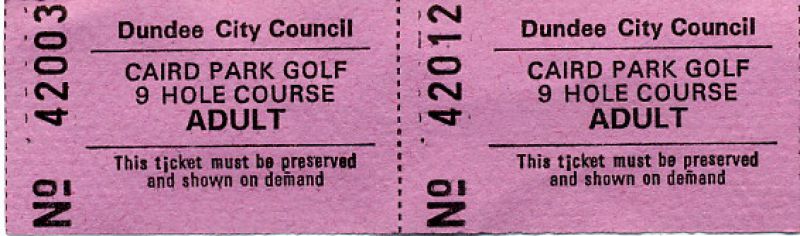 Nº 42003
Dundee City Council
CAIRD PARK GOLF
9 HOLE COURSE
ADULT
This ticket must be preserved
and shown on demand
Nº 42012
Dundee City Council
CAIRD PARK GOLF
9 HOLE COURSE
ADULT
This ticket must be preserved
and shown on demand